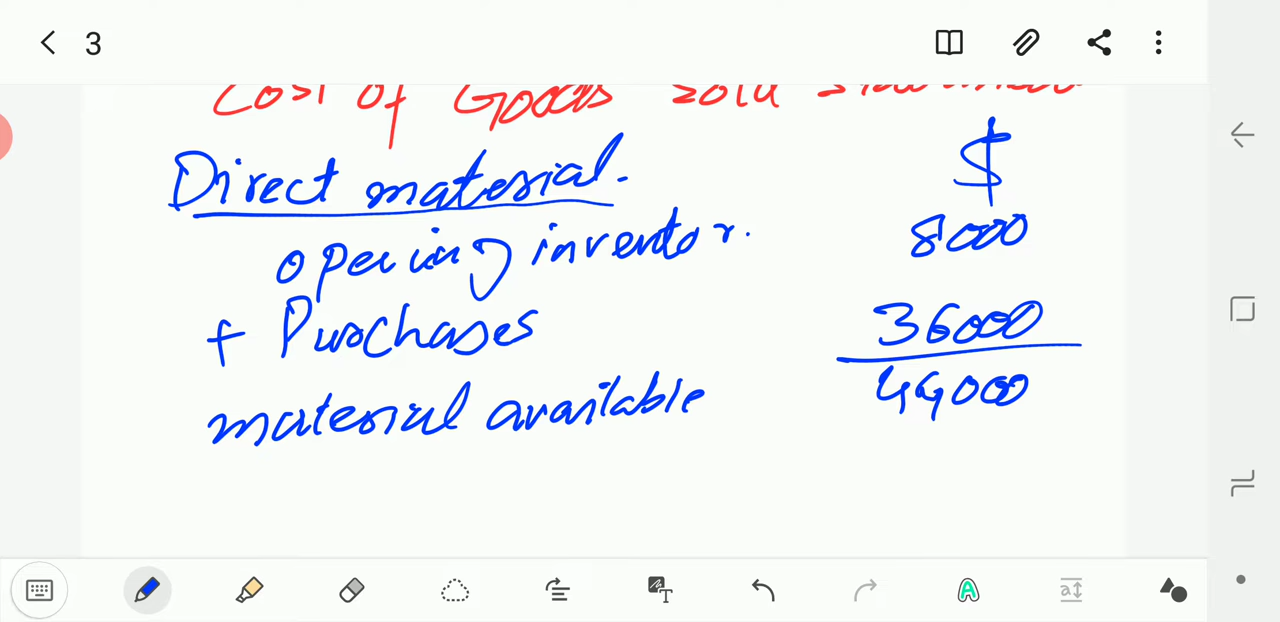 3
Cost of Goods sold
Direct material. $
opening inventor. 8000
+ Purchases 36000
material available 44000